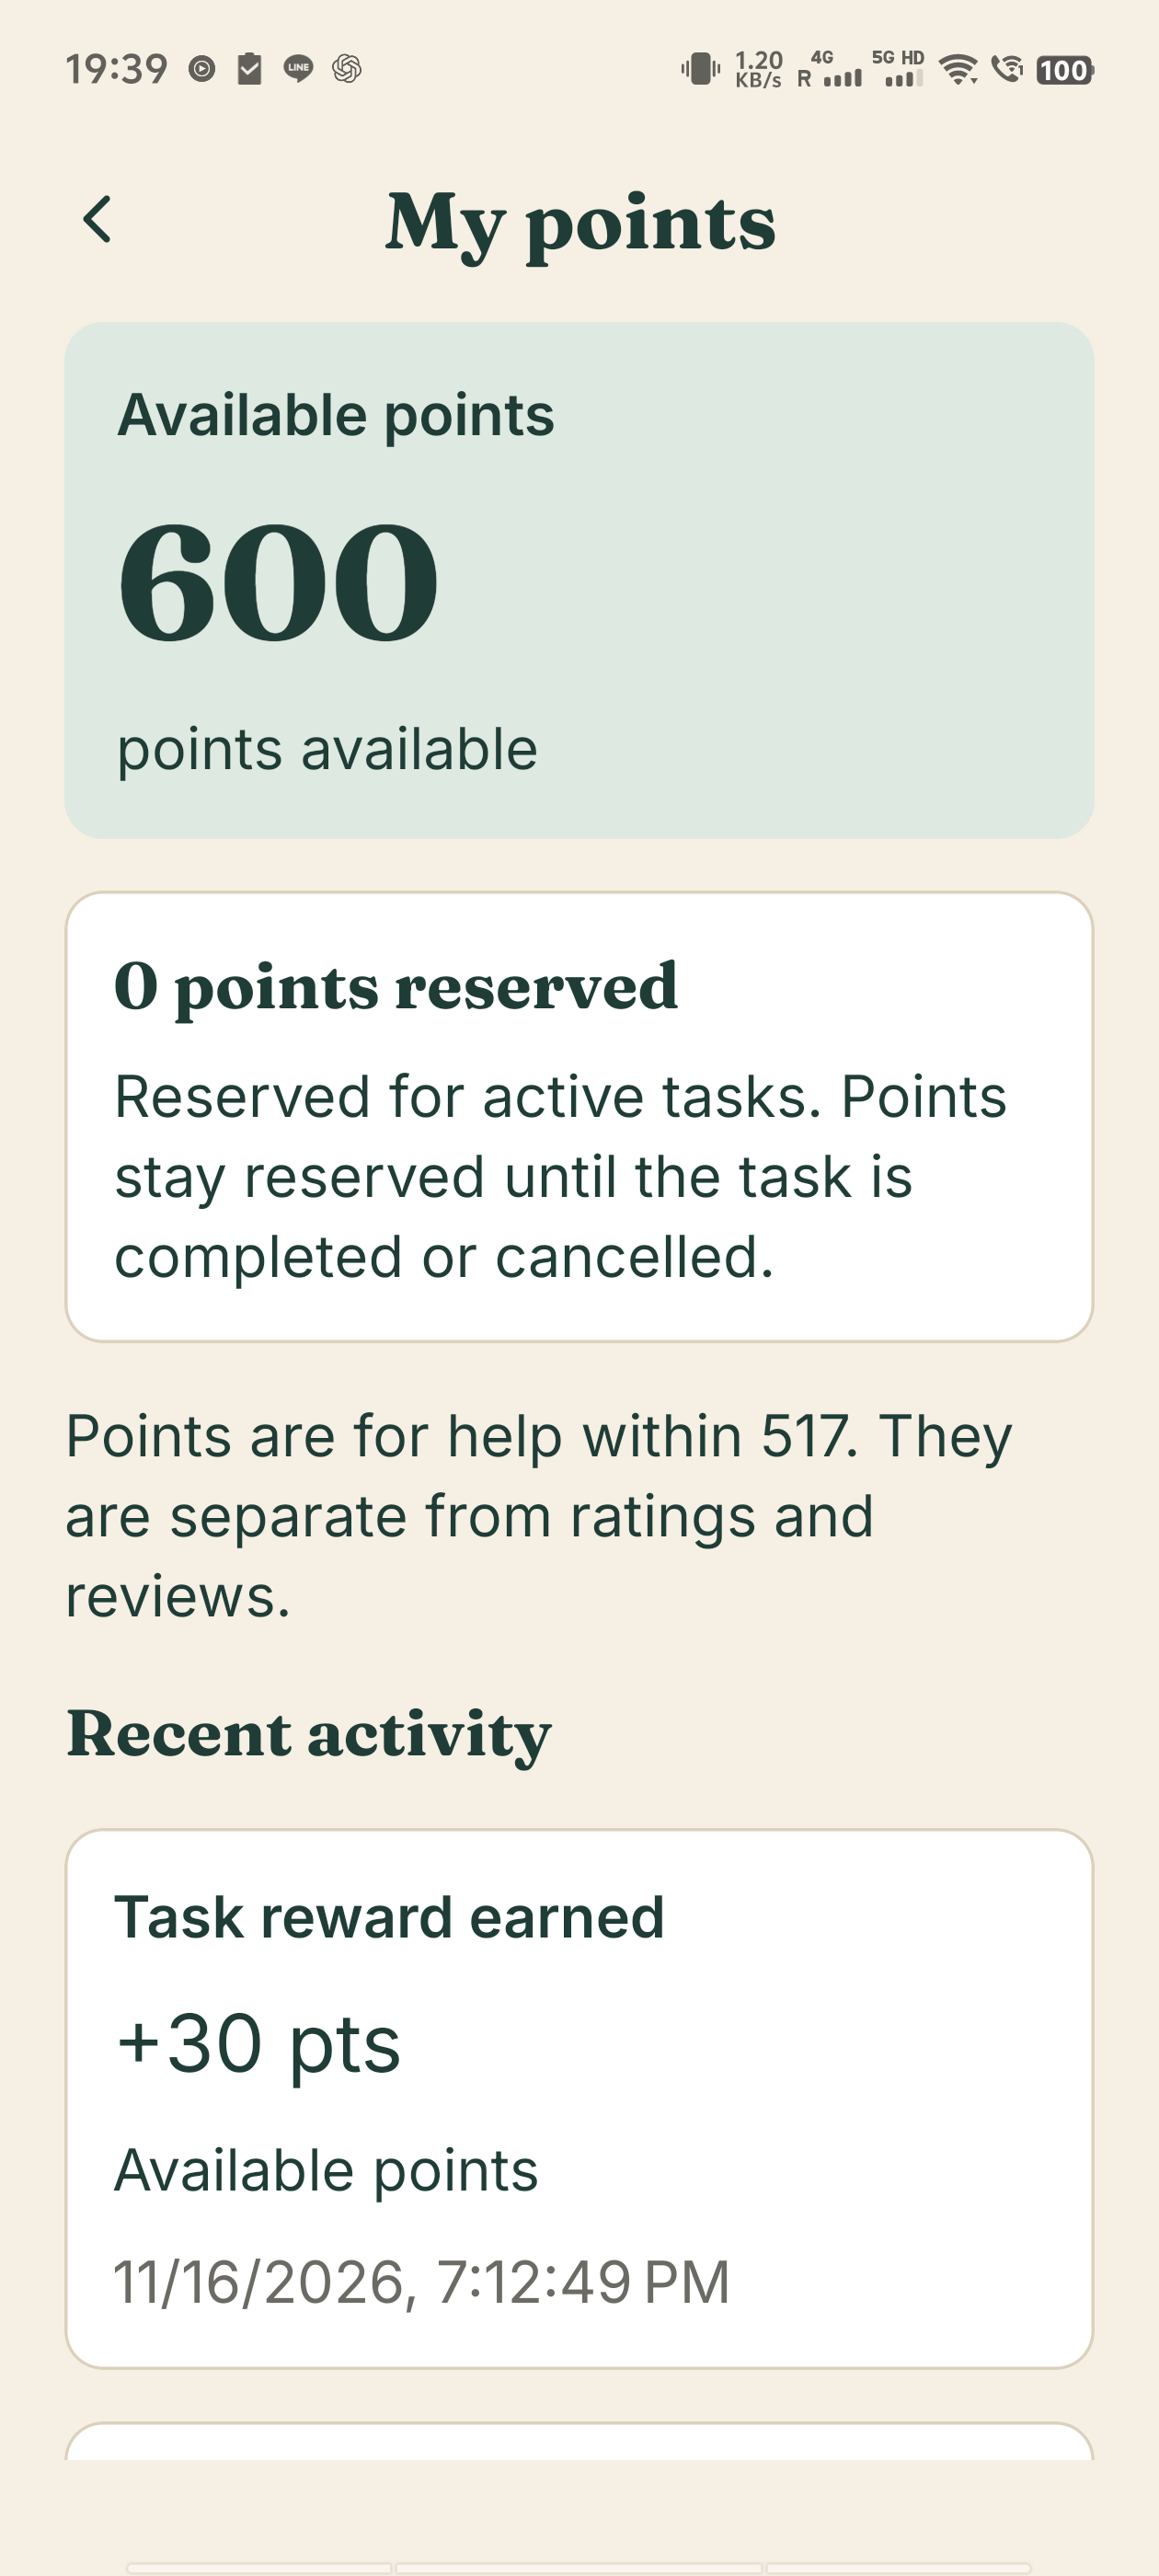 19:39
LINE
1.20 KB/s
R 4G 5G HD
100
My points
Available points
600
points available
0 points reserved
Reserved for active tasks. Points
stay reserved until the task is
completed or cancelled.
Points are for help within 517. They
are separate from ratings and
reviews.
Recent activity
Task reward earned
+30 pts
Available points
11/16/2026, 7:12:49 PM